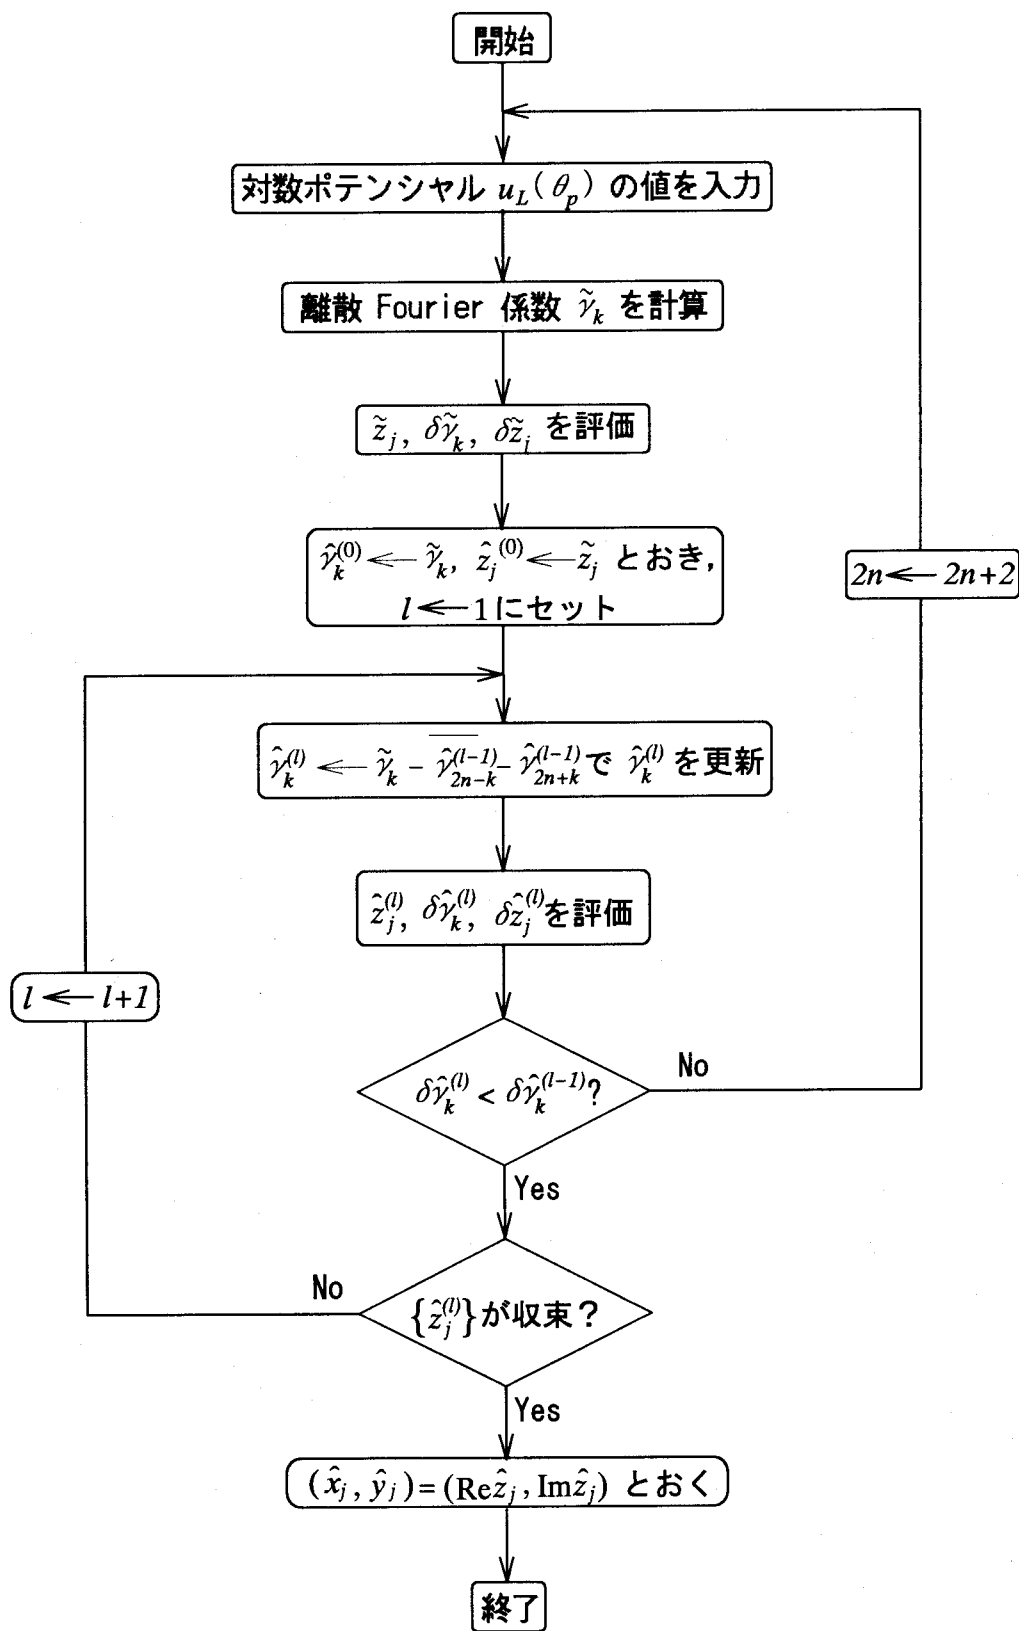 開始
対数ポテンシャル u_L(θ_p) の値を入力
離散 Fourier 係数 γ̃_k を計算
z̃_j, δγ̃_k, δz̃_j を評価
γ̂_k^{(0)} ← γ̃_k, ẑ_j^{(0)} ← z̃_j とおき,
l ← 1にセット
2n ← 2n+2
γ̂_k^{(l)} ← γ̃_k − \overline{γ̂_{2n-k}^{(l-1)}} − γ̂_{2n+k}^{(l-1)} で γ̂_k^{(l)} を更新
ẑ_j^{(l)}, δγ̂_k^{(l)}, δẑ_j^{(l)} を評価
l ← l+1
δγ̂_k^{(l)} < δγ̂_k^{(l-1)}?
No
Yes
{ẑ_j^{(l)}}が収束？
No
Yes
(x̂_j, ŷ_j) = (Reẑ_j, Imẑ_j) とおく
終了